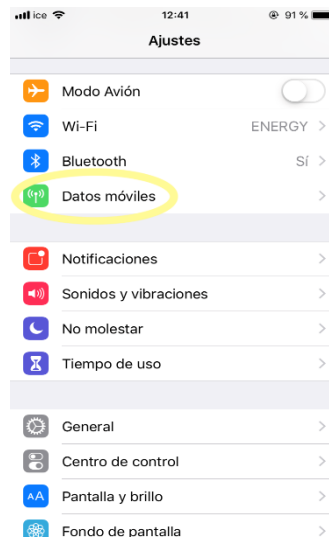 ice 12:41 91 %
Ajustes
Modo Avión
Wi-Fi ENERGY
Bluetooth Sí
Datos móviles
Notificaciones
Sonidos y vibraciones
No molestar
Tiempo de uso
General
Centro de control
AA Pantalla y brillo
Fondo de pantalla